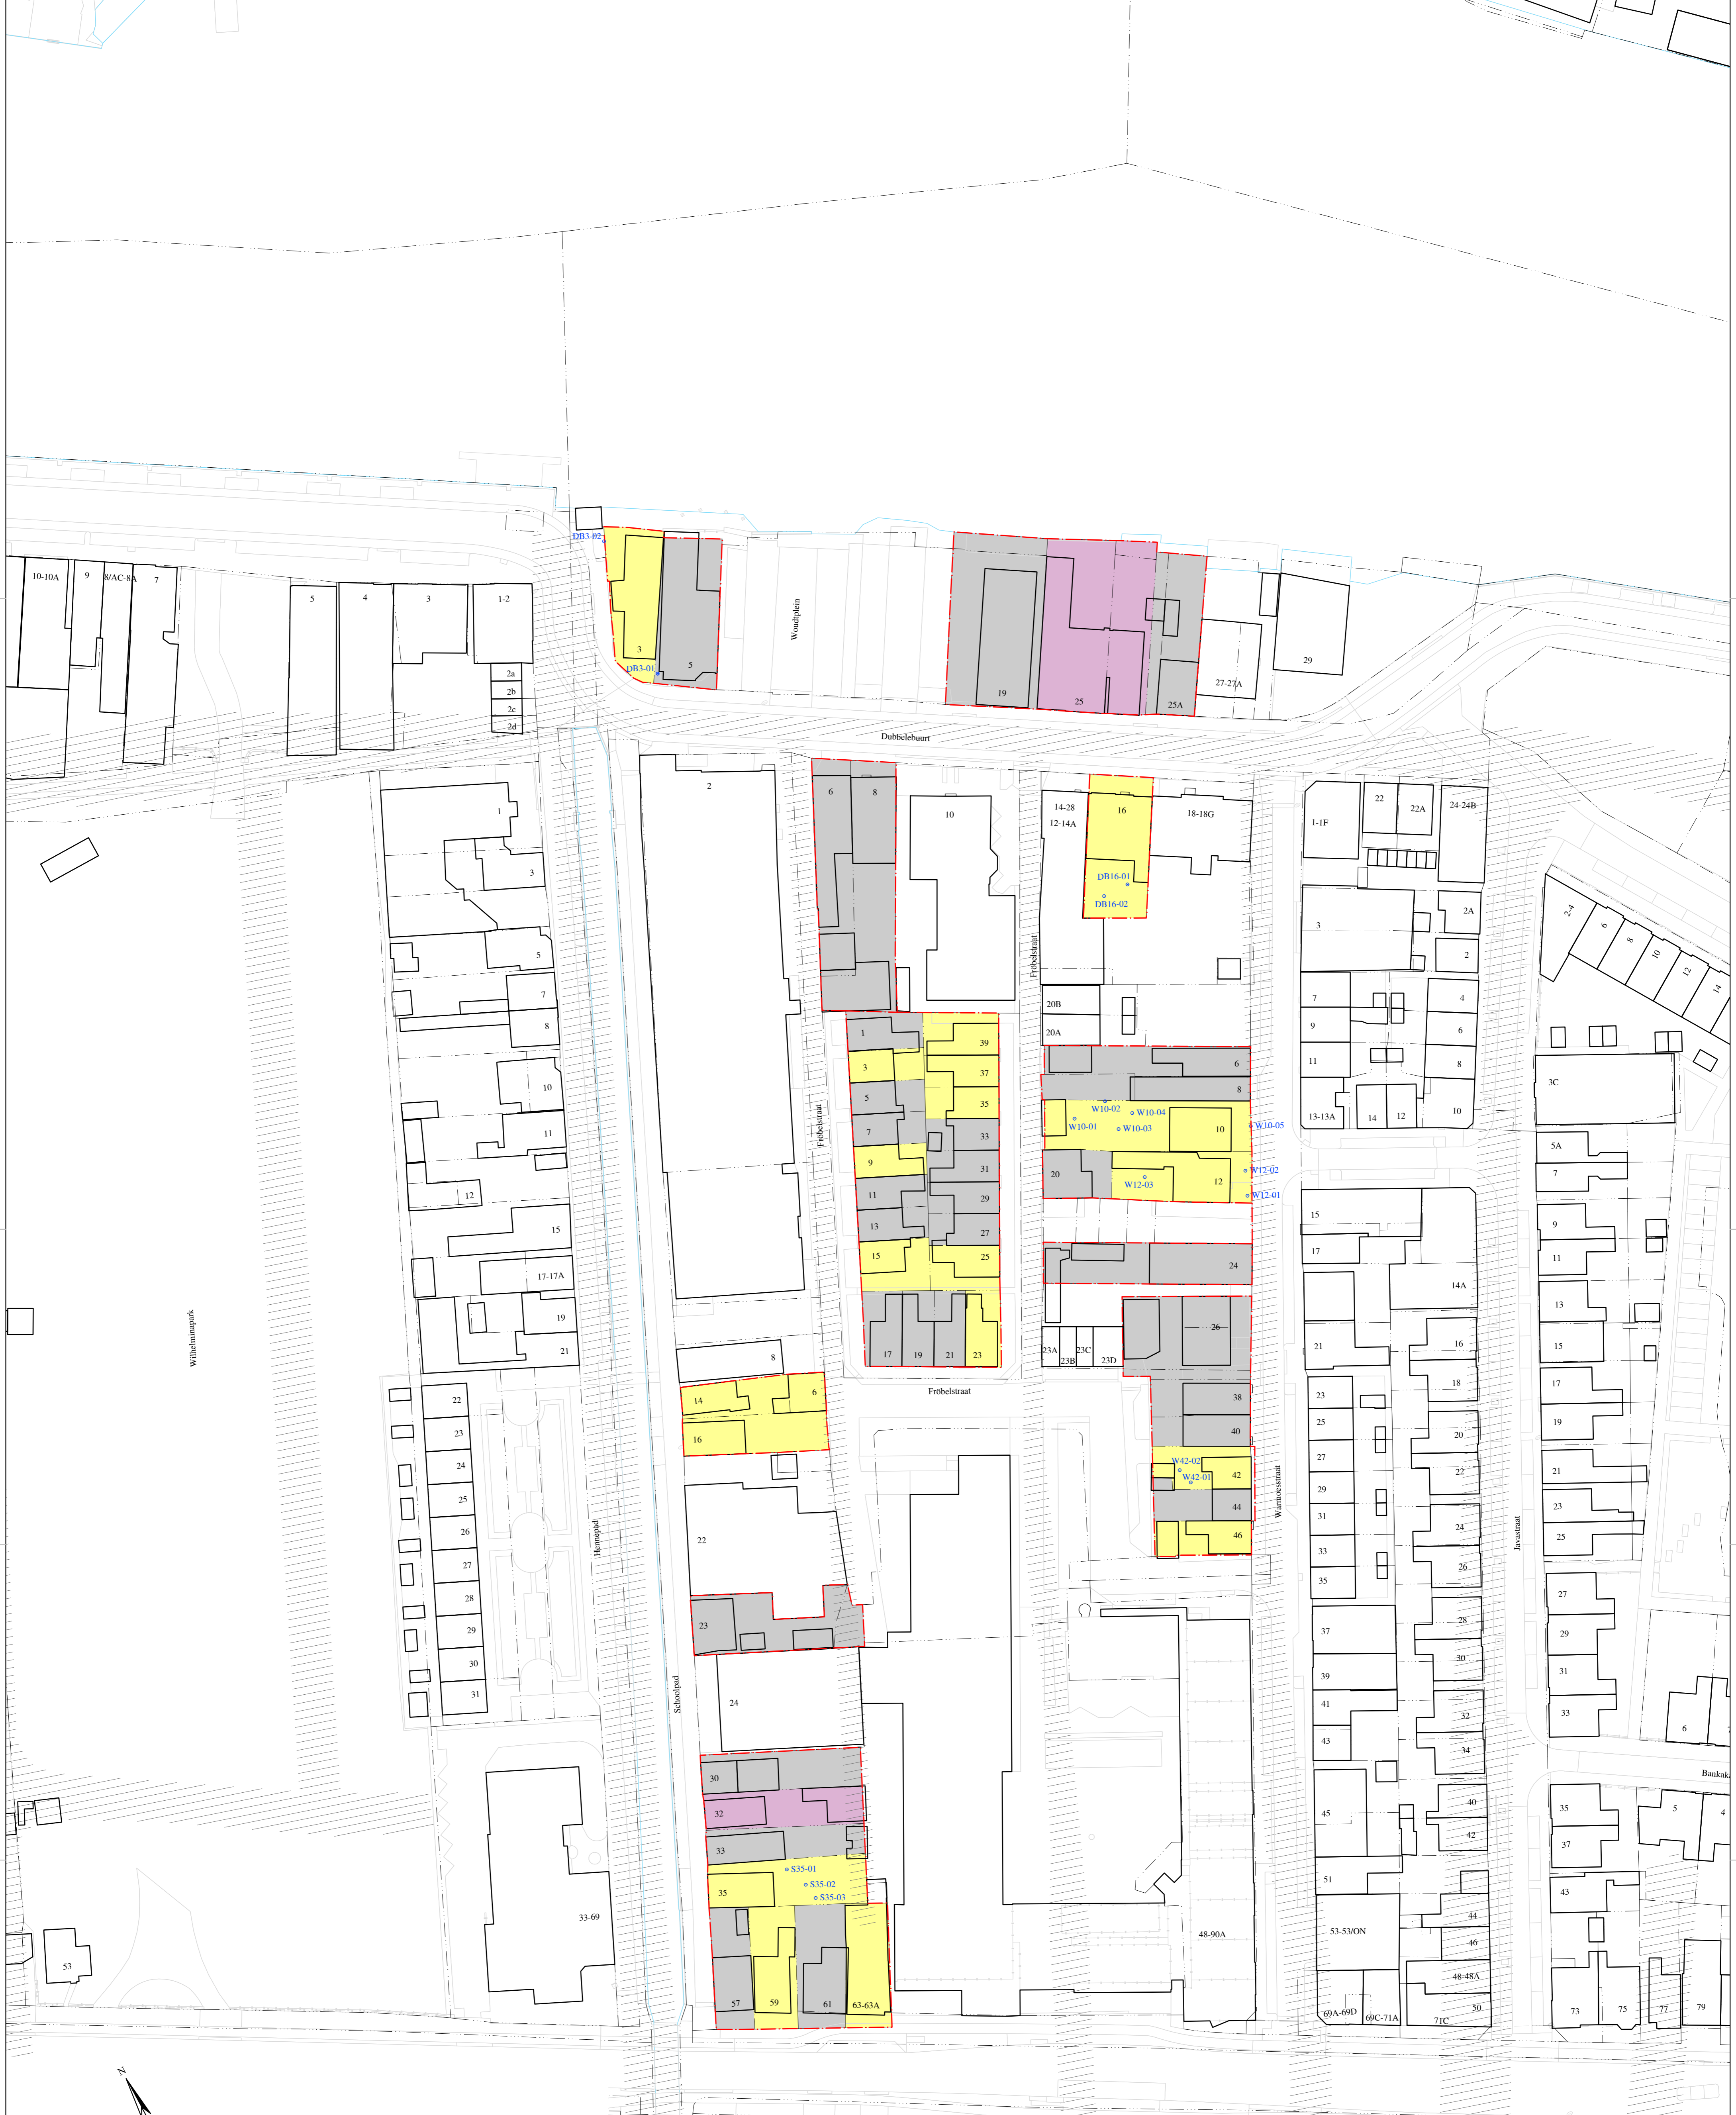 10-10A
9
8/AC-8A
7
5
4
3
1-2
2a
2b
2c
2d
DB3-02
DB3-01
3
5
Woudtplein
19
25
25A
27-27A
29
Dubbelebuurt
1
3
5
7
8
10
11
12
15
17-17A
19
21
22
23
24
25
26
27
28
29
30
31
33-69
53
Wilhelminapark
Hennepad
Schoolpad
2
6
8
10
14-28
12-14A
16
18-18G
DB16-01
DB16-02
Fröbelstraat
20B
20A
1
3
5
7
9
11
13
15
17
19
21
23
39
37
35
33
31
29
27
25
Fröbelstraat
Fröbelstraat
6
8
W10-02
W10-04
W10-01
W10-03
W10-05
10
20
W12-02
W12-03
12
W12-01
24
26
23A
23B
23C
23D
38
40
W42-02
W42-01
42
44
46
Warmoesstraat
8
14
6
16
22
23
24
30
32
33
35
S35-01
S35-02
S35-03
57
59
61
63-63A
48-90A
1-1F
22
22A
24-24B
3
2A
2
7
9
11
13-13A
14
12
10
4
6
8
15
17
21
14A
16
18
20
22
24
26
28
30
32
34
40
42
44
46
48-48A
50
23
25
27
29
31
33
35
37
39
41
43
45
51
53-53/ON
69A-69D
69C-71A
71C
Javastraat
2-4
6
8
10
12
14
3C
5A
7
9
11
13
15
17
19
21
23
25
27
29
31
33
6
Bankaka
35
37
5
4
43
73
75
77
79
N